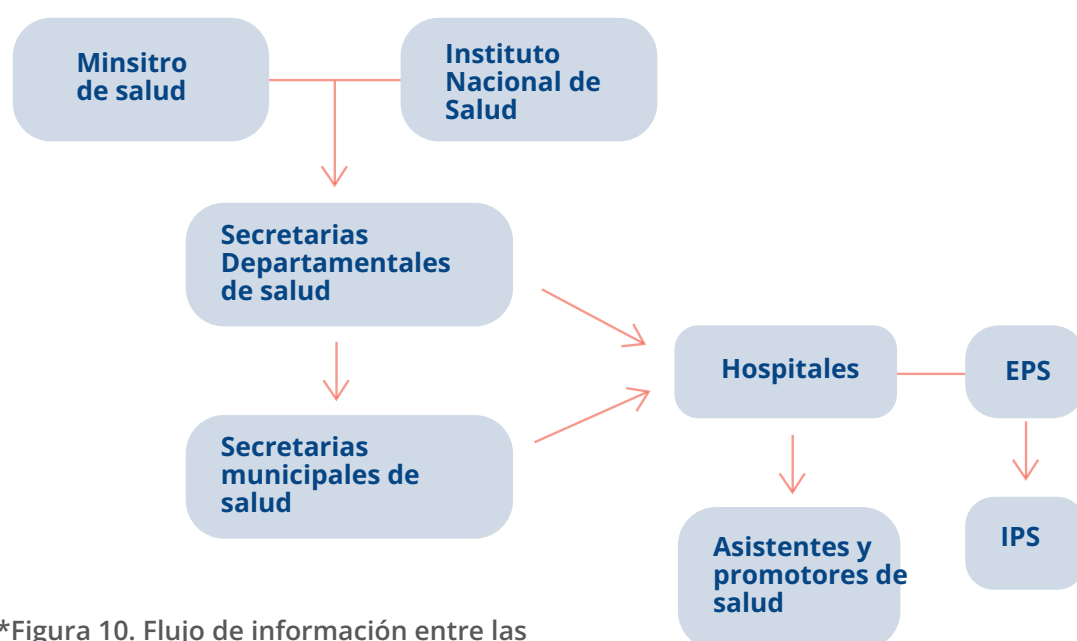 Minsitro
de salud
Instituto
Nacional de
Salud
Secretarias
Departamentales
de salud
Hospitales
EPS
Secretarias
municipales de
salud
Asistentes y
promotores de
salud
IPS
*Figura 10. Flujo de información entre las